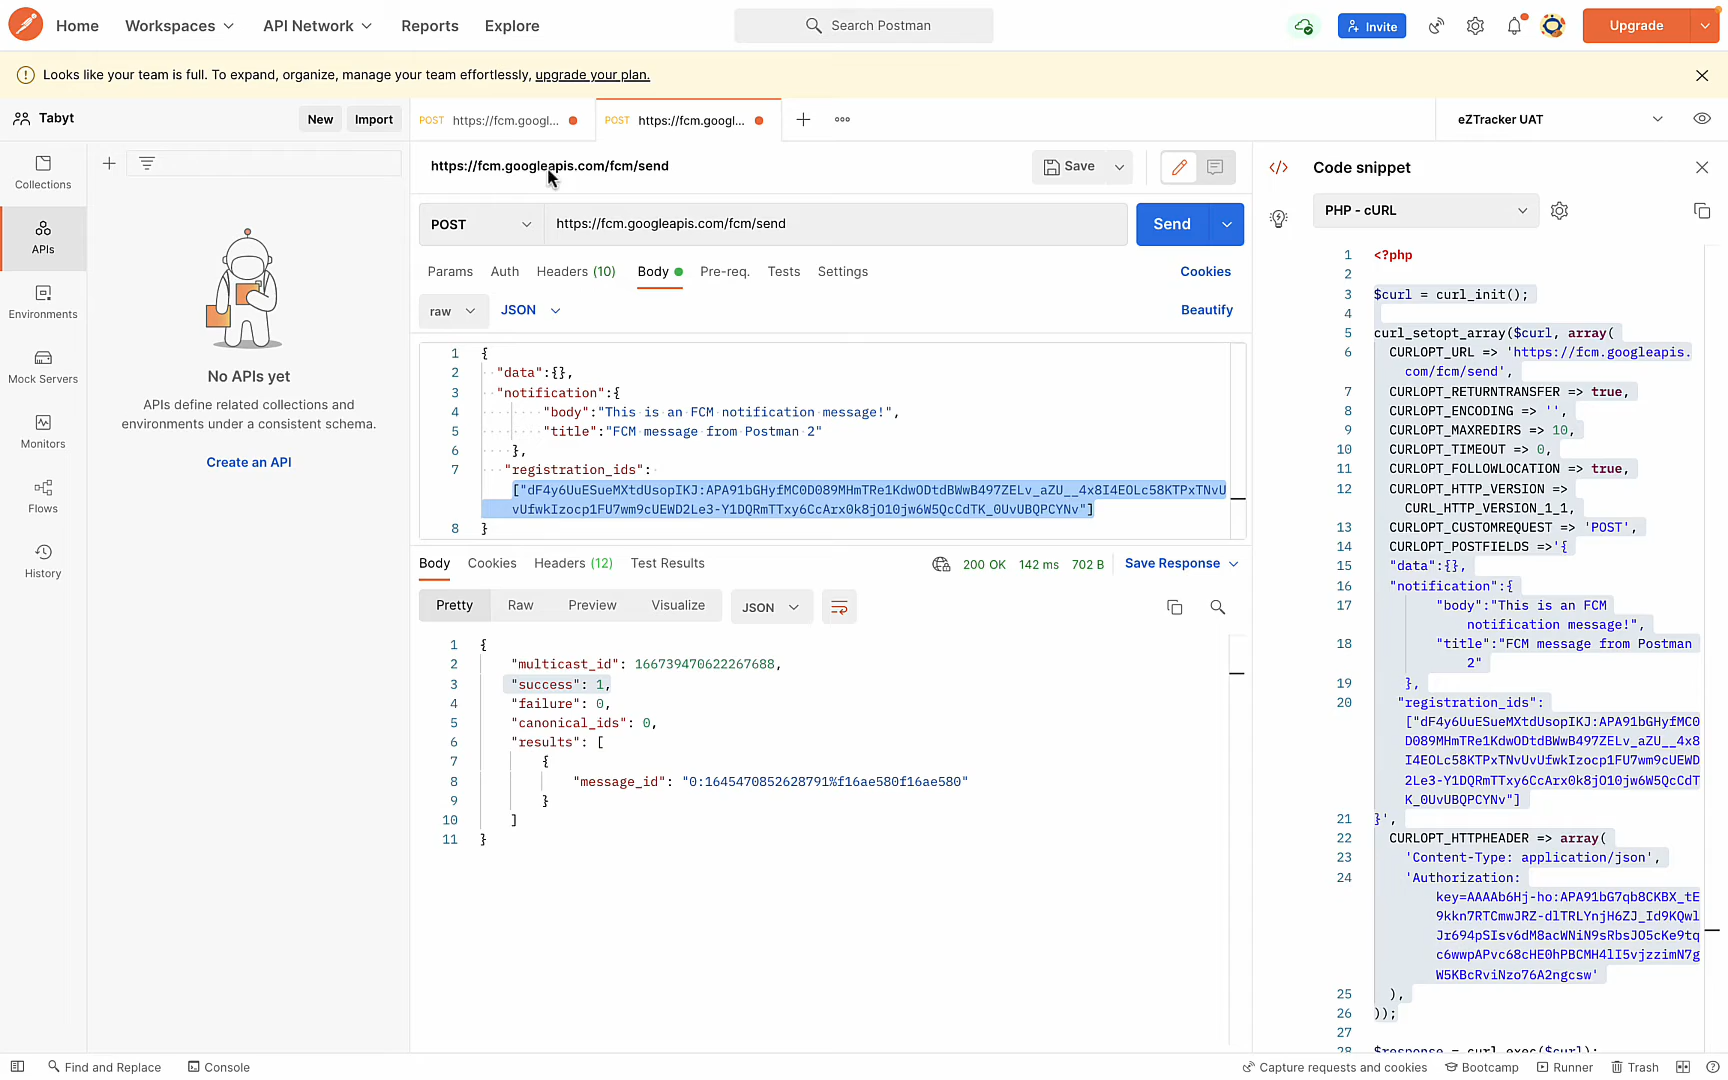 Home Workspaces API Network Reports Explore Search Postman Invite Upgrade
Looks like your team is full. To expand, organize, manage your team effortlessly, upgrade your plan.
Tabyt New Import POST https://fcm.googl... POST https://fcm.googl... eZTracker UAT
Collections
APIs
Environments
Mock Servers
Monitors
Flows
History
No APIs yet
APIs define related collections and
environments under a consistent schema.
Create an API
https://fcm.googleapis.com/fcm/send Save
POST https://fcm.googleapis.com/fcm/send Send
Params Auth Headers (10) Body Pre-req. Tests Settings Cookies
raw JSON Beautify
1 {
2 "data":{},
3 "notification":{
4 "body":"This is an FCM notification message!",
5 "title":"FCM message from Postman 2"
6 },
7 "registration_ids":
["dF4y6UuESueMXtdUsopIKJ:APA91bGHyfMC0D089MHmTRe1KdwODtdBWwB497ZELv_aZU__4x8I4EOLc58KTPxTNvU
vUfwkIzocp1FU7wm9cUEWD2Le3-Y1DQRmTTxy6CcArx0k8jO10jw6W5QcCdTK_0UvUBQPCYNv"]
8 }
Body Cookies Headers (12) Test Results 200 OK 142 ms 702 B Save Response
Pretty Raw Preview Visualize JSON
1 {
2 "multicast_id": 166739470622267688,
3 "success": 1,
4 "failure": 0,
5 "canonical_ids": 0,
6 "results": [
7 {
8 "message_id": "0:1645470852628791%f16ae580f16ae580"
9 }
10 ]
11 }
Code snippet
PHP - cURL
1 <?php
2
3 $curl = curl_init();
4
5 curl_setopt_array($curl, array(
6 CURLOPT_URL => 'https://fcm.googleapis.
com/fcm/send',
7 CURLOPT_RETURNTRANSFER => true,
8 CURLOPT_ENCODING => '',
9 CURLOPT_MAXREDIRS => 10,
10 CURLOPT_TIMEOUT => 0,
11 CURLOPT_FOLLOWLOCATION => true,
12 CURLOPT_HTTP_VERSION =>
CURL_HTTP_VERSION_1_1,
13 CURLOPT_CUSTOMREQUEST => 'POST',
14 CURLOPT_POSTFIELDS =>'{
15 "data":{},
16 "notification":{
17 "body":"This is an FCM
notification message!",
18 "title":"FCM message from Postman
2"
19 },
20 "registration_ids":
["dF4y6UuESueMXtdUsopIKJ:APA91bGHyfMC0
D089MHmTRe1KdwODtdBWwB497ZELv_aZU__4x8
I4EOLc58KTPxTNvUvUfwkIzocp1FU7wm9cUEWD
2Le3-Y1DQRmTTxy6CcArx0k8jO10jw6W5QcCdT
K_0UvUBQPCYNv"]
21 }',
22 CURLOPT_HTTPHEADER => array(
23 'Content-Type: application/json',
24 'Authorization:
key=AAAAb6Hj-ho:APA91bG7qb8CKBX_tE
9kkn7RTCmwJRZ-dlTRLYnjH6ZJ_Id9KQwl
Jr694pSIsv6dM8acWNiN9sRbsJO5cKe9tq
c6wwpAPvc68cHE0hPBCMH4lI5vjzzimN7g
W5KBcRviNzo76A2ngcsw'
25 ),
26 ));
27
28 $response = curl_exec($curl);
Find and Replace Console Capture requests and cookies Bootcamp Runner Trash